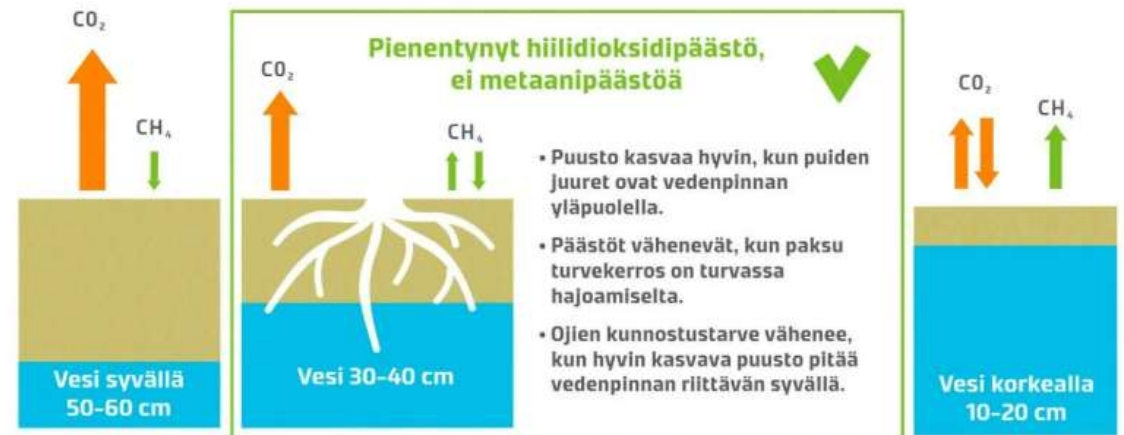 CO₂
CH₄
Vesi syvällä
50-60 cm
Pienentynyt hiilidioksidipäästö,
ei metaanipäästöä
CO₂
CH₄
Vesi 30-40 cm
• Puusto kasvaa hyvin, kun puiden
juuret ovat vedenpinnan
yläpuolella.
• Päästöt vähenevät, kun paksu
turvekerros on turvassa
hajoamiselta.
• Ojien kunnostustarve vähenee,
kun hyvin kasvava puusto pitää
vedenpinnan riittävän syvällä.
CO₂
CH₄
Vesi korkealla
10-20 cm